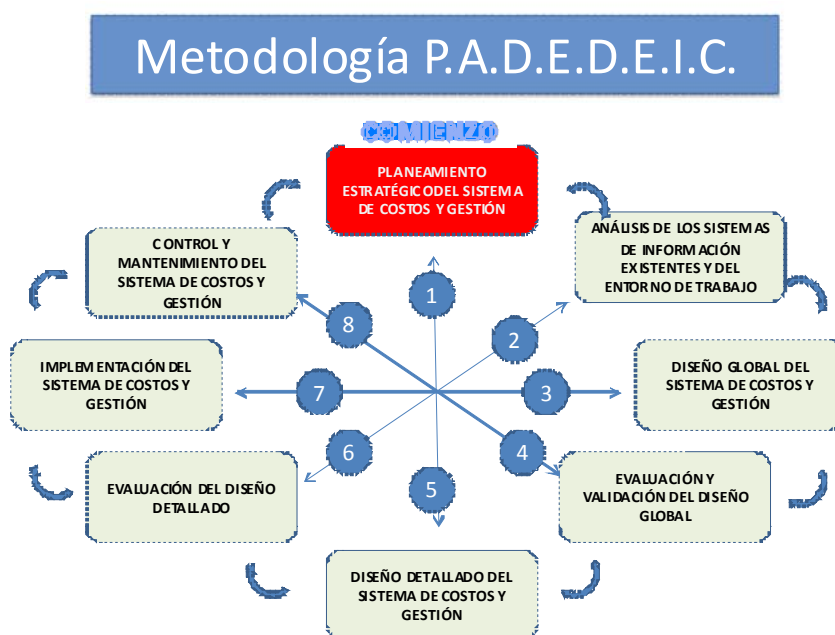 Metodología P.A.D.E.D.E.I.C.
COMIENZO
PLANEAMIENTO
ESTRATÉGICO DEL SISTEMA
DE COSTOS Y GESTIÓN
1
ANÁLISIS DE LOS SISTEMAS
DE INFORMACIÓN
EXISTENTES Y DEL
ENTORNO DE TRABAJO
2
DISEÑO GLOBAL DEL
SISTEMA DE COSTOS Y
GESTIÓN
3
EVALUACIÓN Y
VALIDACIÓN DEL DISEÑO
GLOBAL
4
DISEÑO DETALLADO DEL
SISTEMA DE COSTOS Y
GESTIÓN
5
EVALUACIÓN DEL DISEÑO
DETALLADO
6
IMPLEMENTACIÓN DEL
SISTEMA DE COSTOS Y
GESTIÓN
7
CONTROL Y
MANTENIMIENTO DEL
SISTEMA DE COSTOS Y
GESTIÓN
8